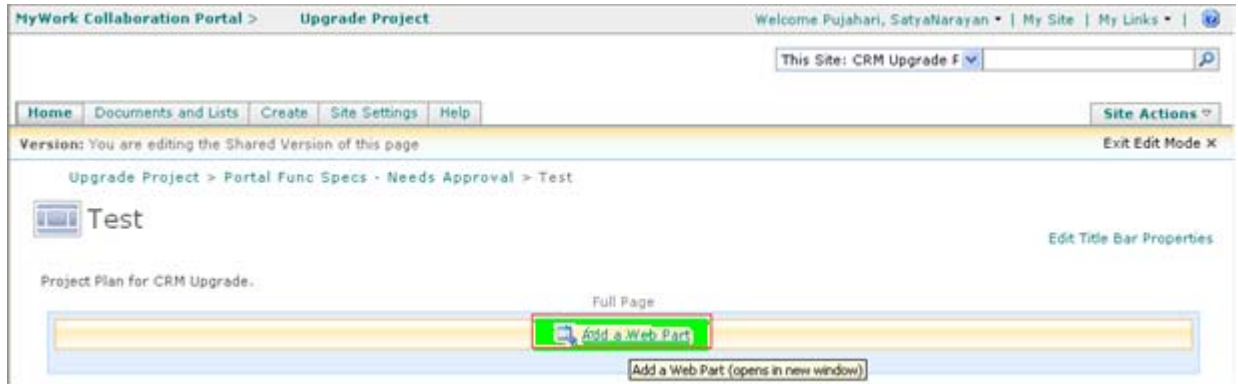 MyWork Collaboration Portal > Upgrade Project Welcome Pujahari, SatyaNarayan | My Site | My Links |
This Site: CRM Upgrade F
Home Documents and Lists Create Site Settings Help Site Actions
Version: You are editing the Shared Version of this page Exit Edit Mode ×
Upgrade Project > Portal Func Specs - Needs Approval > Test
Test
Edit Title Bar Properties
Project Plan for CRM Upgrade.
Full Page
Add a Web Part
Add a Web Part (opens in new window)